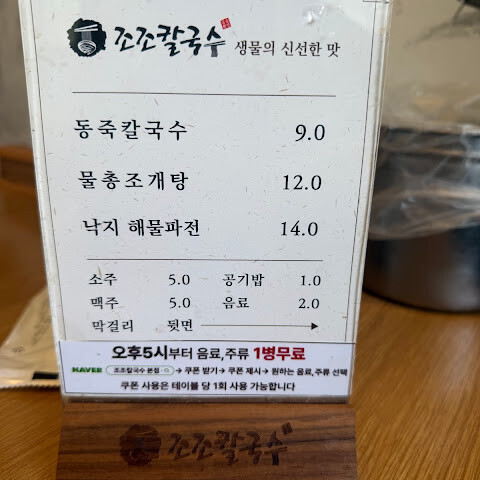 조조칼국수 생물의 신선한 맛
동죽칼국수 9.0
물총조개탕 12.0
낙지 해물파전 14.0
소주 5.0 공기밥 1.0
맥주 5.0 음료 2.0
막걸리 뒷면
오후5시부터 음료,주류 1병무료
NAVER 조조칼국수 본점 → 쿠폰 받기 → 쿠폰 제시 → 원하는 음료,주류 선택
쿠폰 사용은 테이블 당 1회 사용 가능합니다
조조칼국수